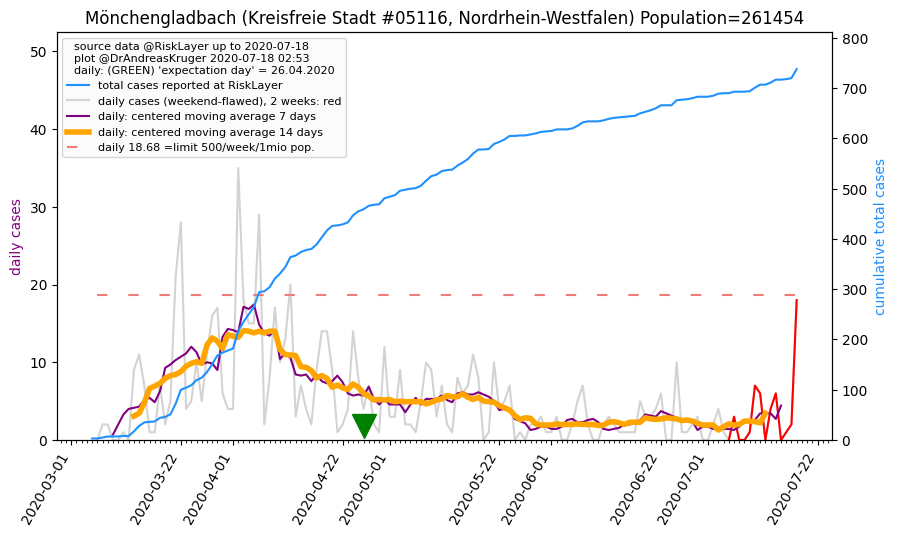 Mönchengladbach (Kreisfreie Stadt #05116, Nordrhein-Westfalen) Population=261454
source data @RiskLayer up to 2020-07-18
plot @DrAndreasKruger 2020-07-18 02:53
daily: (GREEN) 'expectation day' = 26.04.2020
total cases reported at RiskLayer
daily cases (weekend-flawed), 2 weeks: red
daily: centered moving average 7 days
daily: centered moving average 14 days
daily 18.68 =limit 500/week/1mio pop.
daily cases
50
40
30
20
10
0
cumulative total cases
800
700
600
500
400
300
200
100
0
2020-03-01
2020-03-22
2020-04-01
2020-04-22
2020-05-01
2020-05-22
2020-06-01
2020-06-22
2020-07-01
2020-07-22